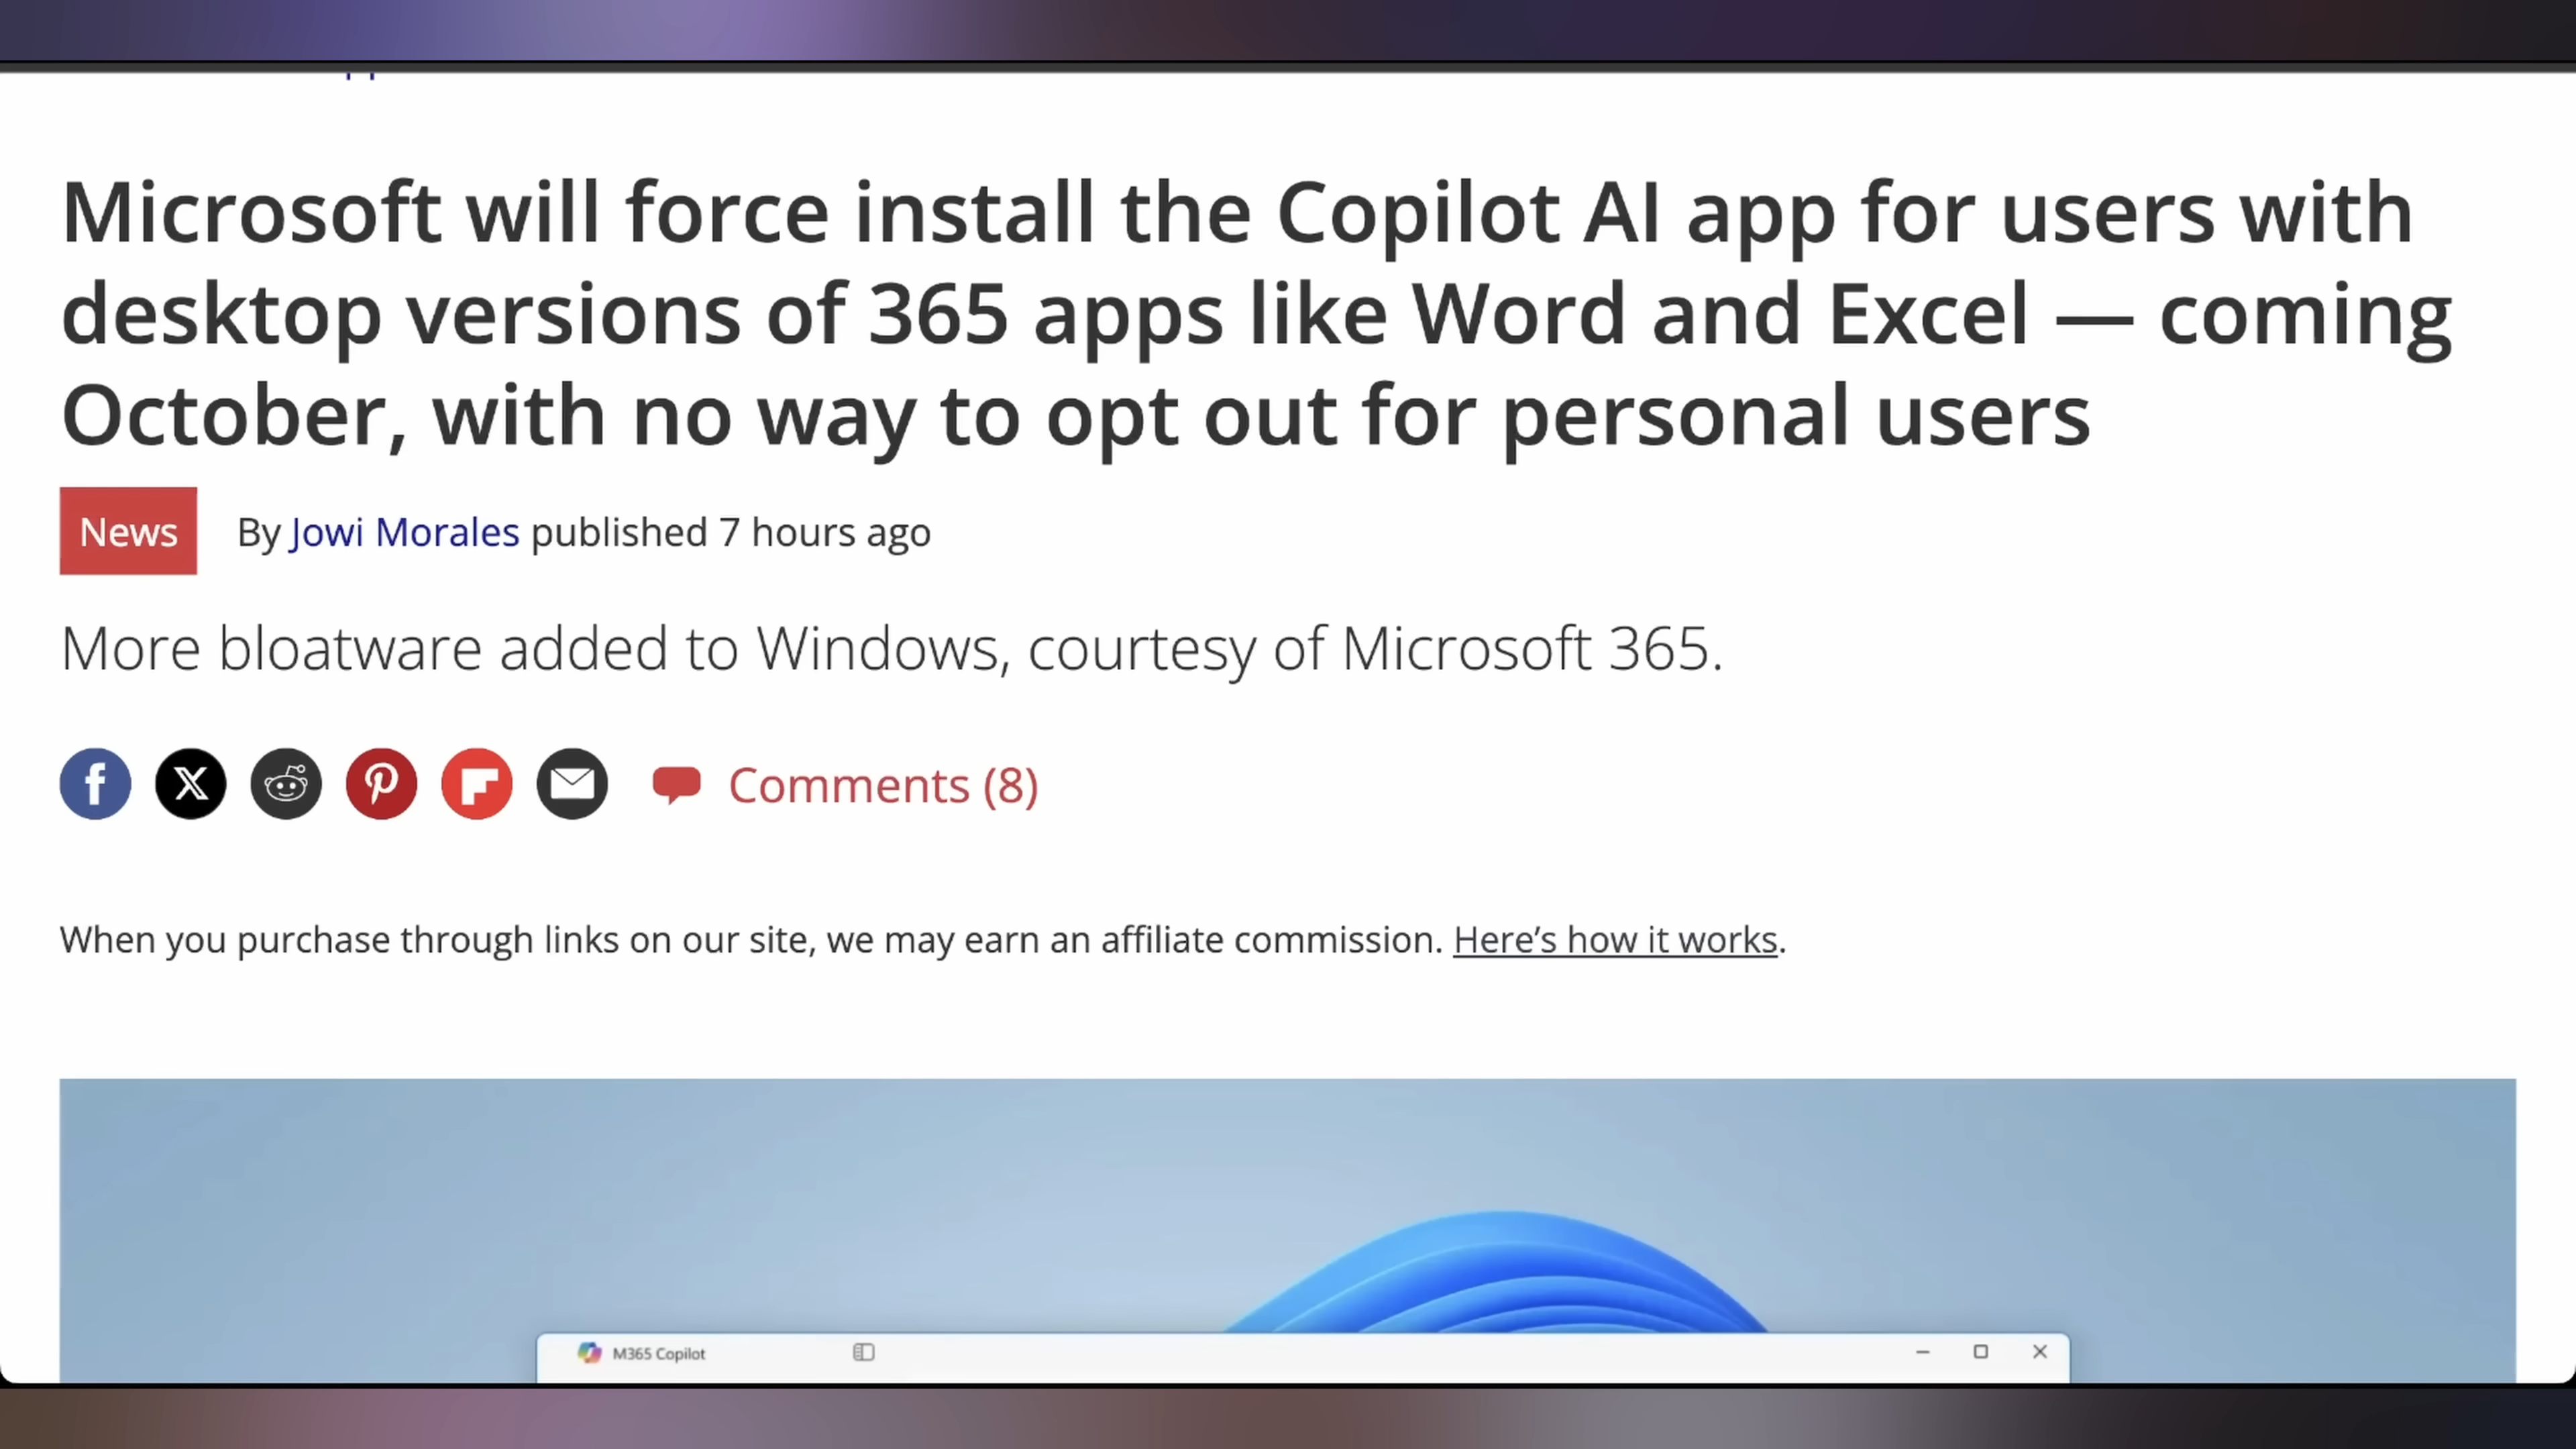 Microsoft will force install the Copilot AI app for users with
desktop versions of 365 apps like Word and Excel — coming
October, with no way to opt out for personal users
News By Jowi Morales published 7 hours ago
More bloatware added to Windows, courtesy of Microsoft 365.
Comments (8)
When you purchase through links on our site, we may earn an affiliate commission. Here’s how it works.
M365 Copilot